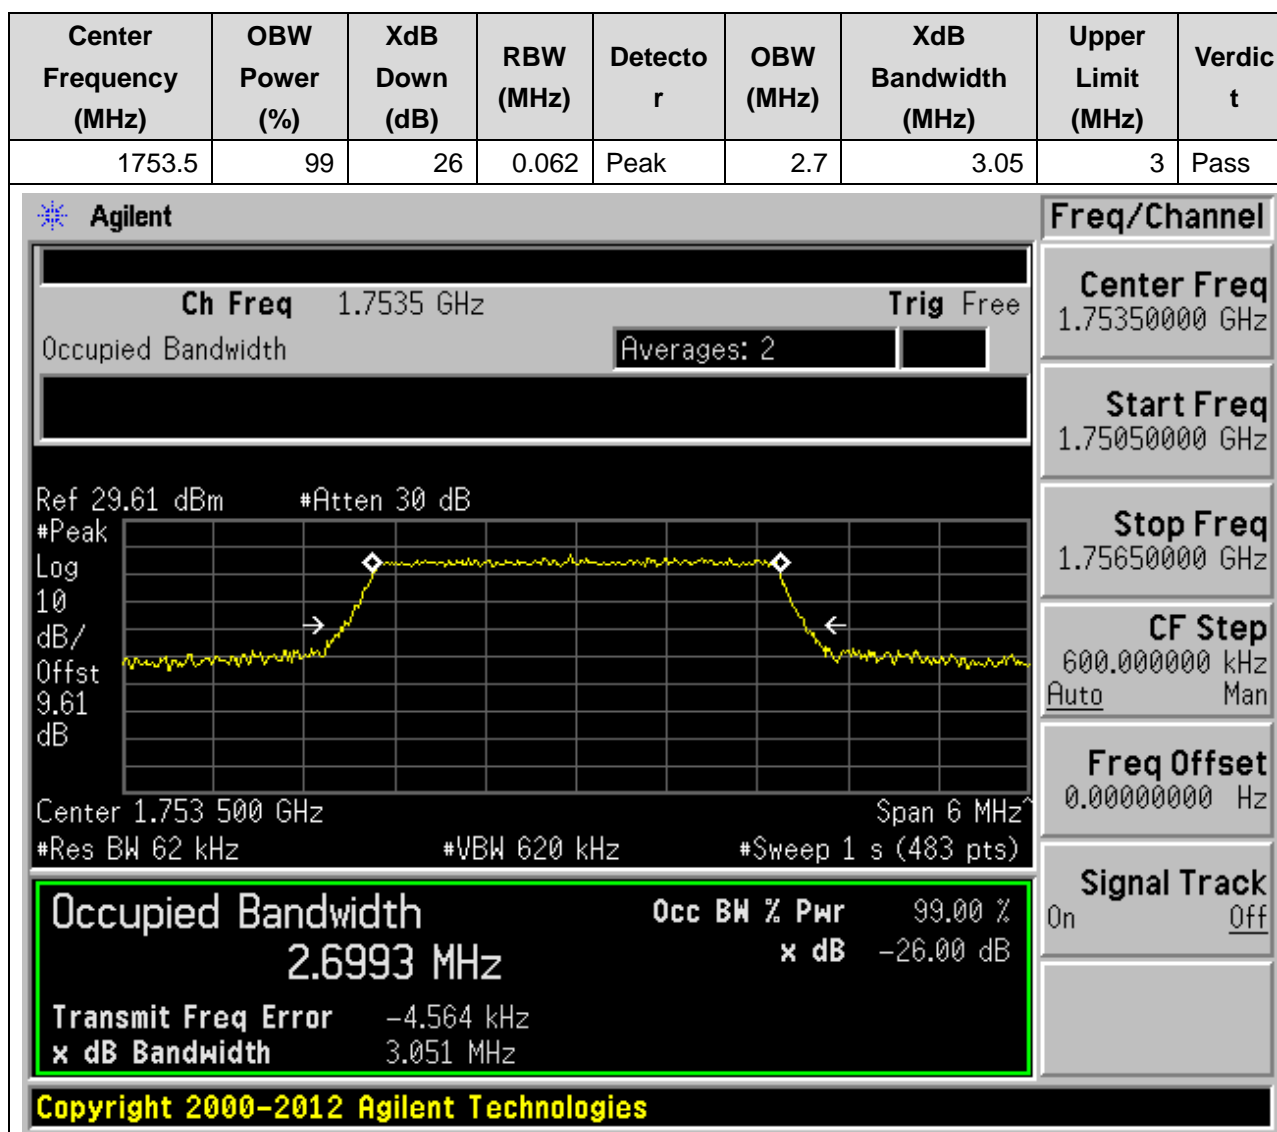 Center Frequency (MHz) OBW Power (%) XdB Down (dB) RBW (MHz) Detecto r OBW (MHz) XdB Bandwidth (MHz) Upper Limit (MHz) Verdic t
1753.5 99 26 0.062 Peak 2.7 3.05 3 Pass
Agilent
Freq/Channel
Ch Freq 1.7535 GHz Trig Free
Occupied Bandwidth Averages: 2
Center Freq
1.75350000 GHz
Start Freq
1.75050000 GHz
Stop Freq
1.75650000 GHz
CF Step
600.000000 kHz
Auto Man
Freq Offset
0.00000000 Hz
Signal Track
On Off
Ref 29.61 dBm #Atten 30 dB
#Peak
Log
10
dB/
Offst
9.61
dB
Center 1.753 500 GHz Span 6 MHz^
#Res BW 62 kHz #VBW 620 kHz #Sweep 1 s (483 pts)
Occupied Bandwidth Occ BW % Pwr 99.00 %
2.6993 MHz x dB -26.00 dB
Transmit Freq Error -4.564 kHz
x dB Bandwidth 3.051 MHz
Copyright 2000-2012 Agilent Technologies